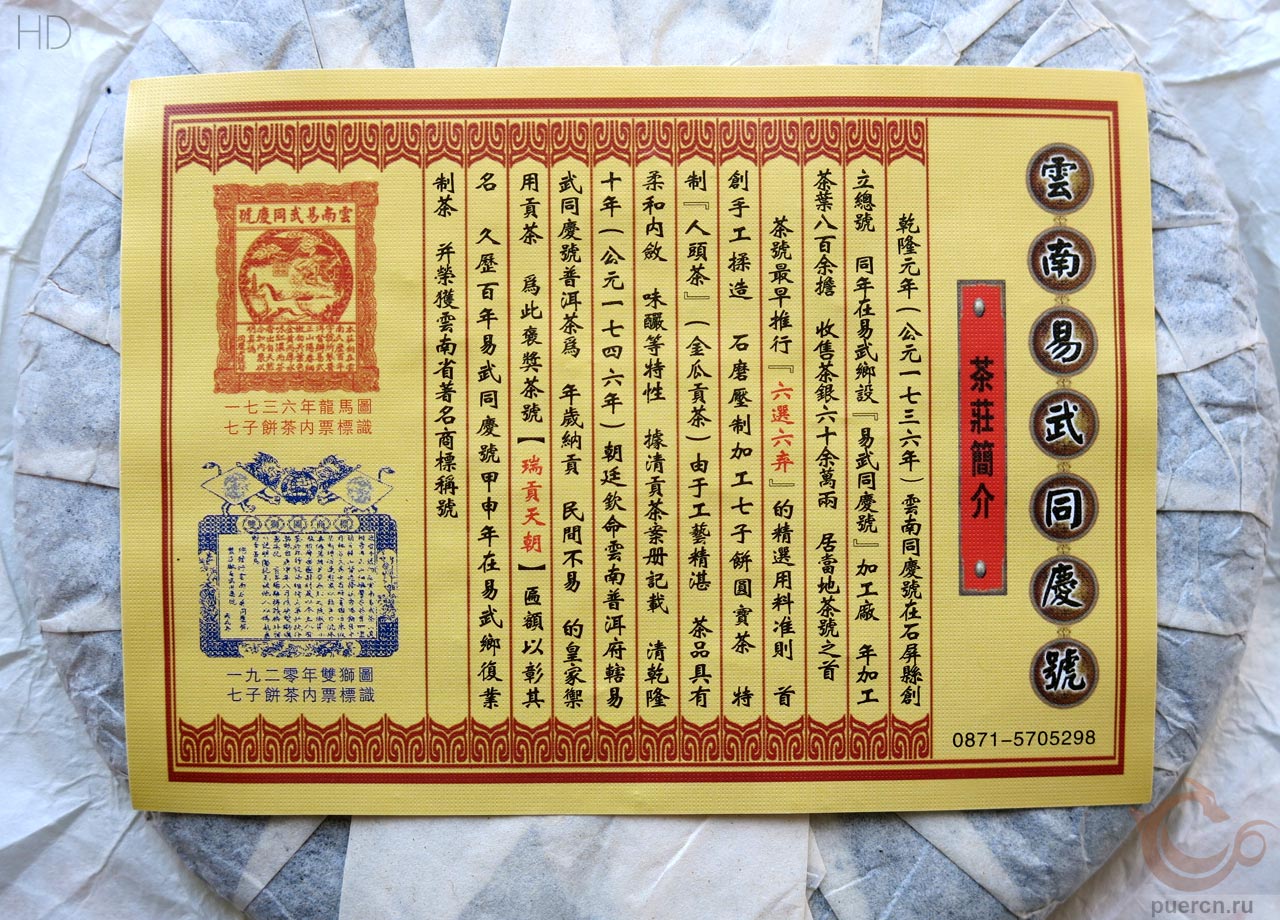 HD
雲南易武同慶號
茶莊簡介
0871-5705298
乾隆元年(公元一七三六年)雲南同慶號在石屏縣創
立總號 同年在易武鄉設『易武同慶號』加工廠 年加工
茶葉八百余擔 收售茶銀六十余萬兩 居當地茶號之首
茶號最早推行『六選六弃』的精選用料准則 首
創手工揉造 石磨壓制加工七子餅圓寶茶 特
制『人頭茶』(金瓜貢茶)由于工藝精湛 茶品具有
柔和内斂 味釅等特性 據清貢茶案册記載 清乾隆
十年(公元一七四六年)朝廷欽命雲南普洱府轄易
武同慶號普洱茶爲 年歲納貢 民間不易 的皇家禦
用貢茶 爲此褒獎茶號【瑞貢天朝】匾額以彰其
名 久歷百年易武同慶號甲申年在易武鄉復業
制茶 并榮獲雲南省著名商標稱號
雲南易武同慶號
一七三六年龍馬圖
七子餅茶内票標識
標商圖獅雙
一九二零年雙獅圖
七子餅茶内票標識
puercn.ru